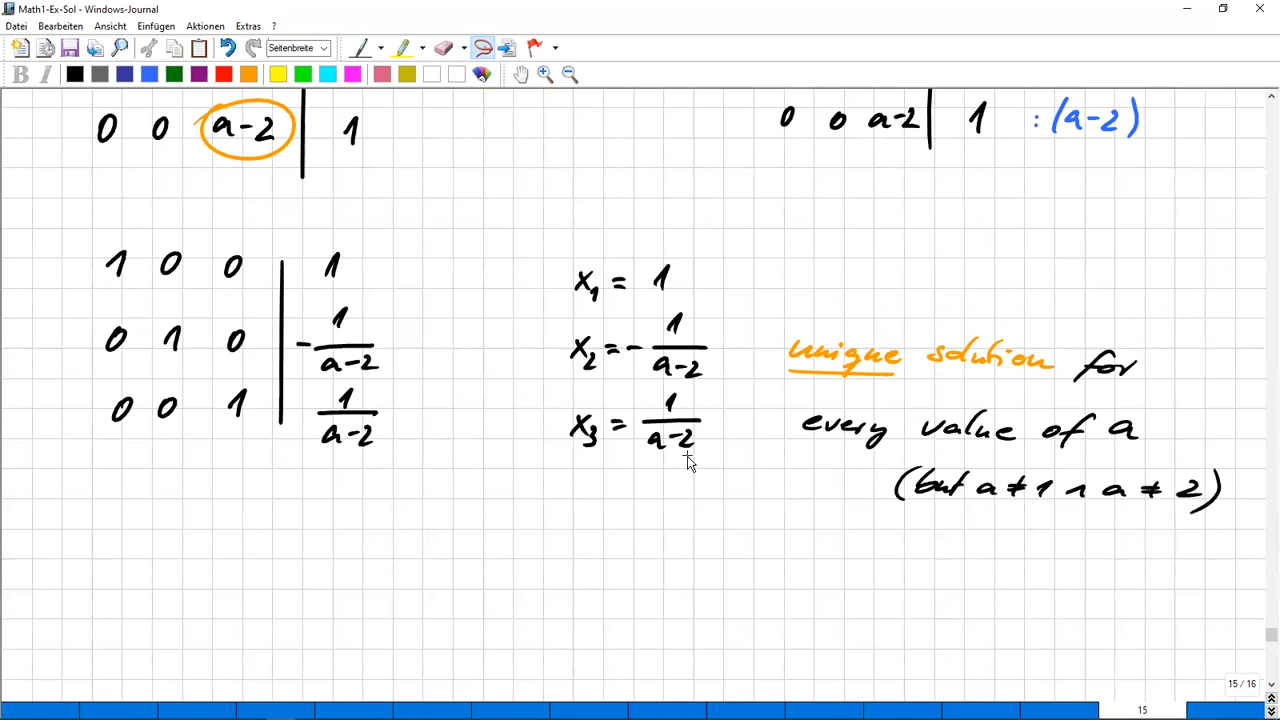 Math1-Ex-Sol - Windows-Journal
Datei Bearbeiten Ansicht Einfügen Aktionen Extras ?
Seitenbreite
B I
0 0 a-2 | 1
0 0 a-2 | 1 :(a-2)
1 0 0 | 1
0 1 0 | -1/(a-2)
0 0 1 | 1/(a-2)
x₁ = 1
x₂ = -1/(a-2)
x₃ = 1/(a-2)
unique solution for
every value of a
(but a ≠ 1 ∧ a ≠ 2)
15 / 16
15